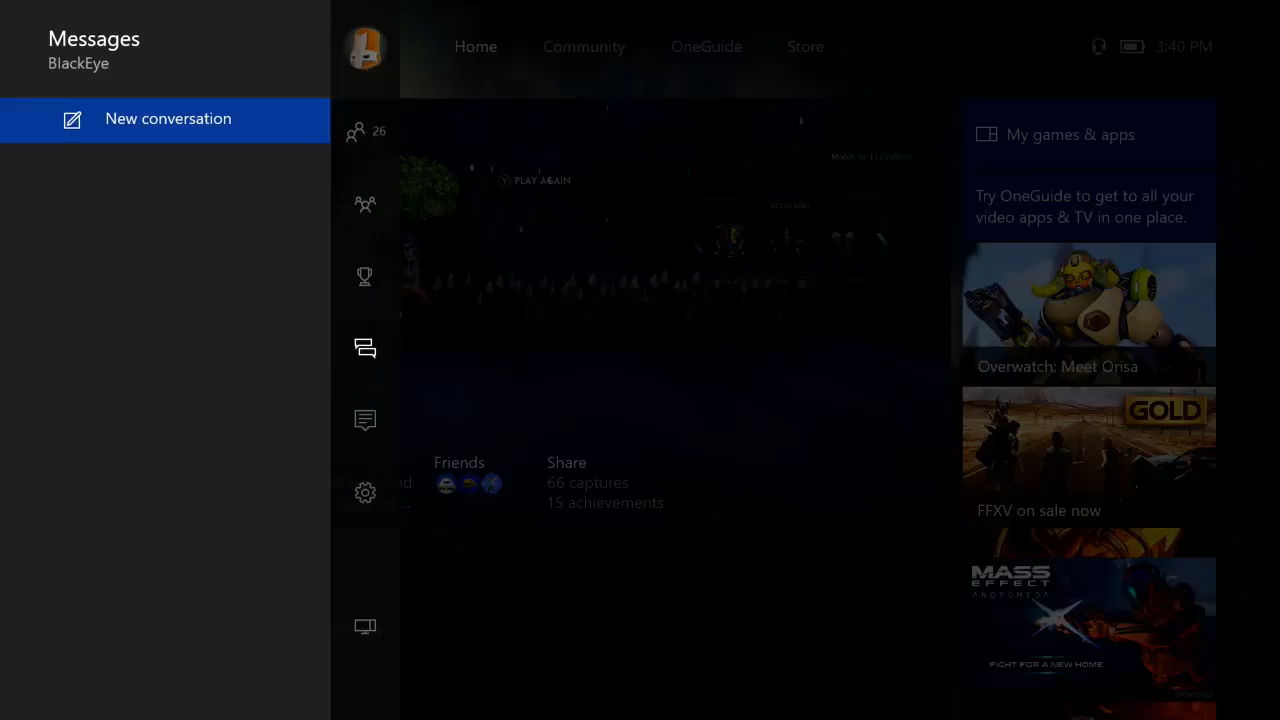 Messages
BlackEye
New conversation
26
Home
Community
OneGuide
Store
3:40 PM
PLAY AGAIN
My games & apps
Try OneGuide to get to all your
video apps & TV in one place.
Overwatch: Meet Orisa
GOLD
FFXV on sale now
MASS
EFFECT
ANDROMEDA
FIGHT FOR A NEW HOME
Friends
Share
66 captures
15 achievements